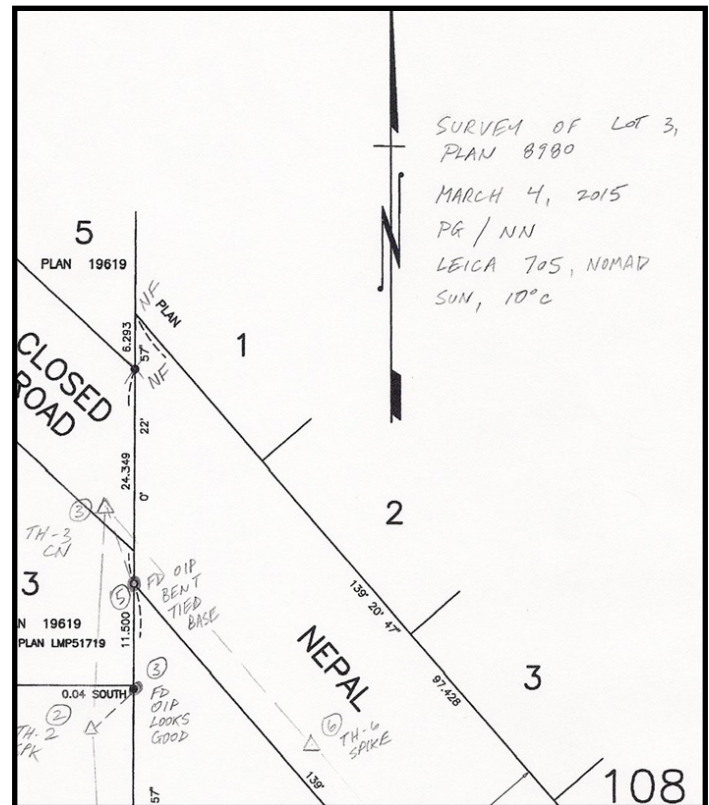 SURVEY OF LOT 3,
PLAN 8980
MARCH 4, 2015
PG / NN
LEICA 705, NOMAD
SUN, 10°C
5
PLAN 19619
NF
PLAN
6.293
57"
NF
1
CLOSED
ROAD
22'
24.349
0°
2
3
TH-3
CN
3
5
FD OIP
BENT
TIED
BASE
N 19619
PLAN LMP51719
11.500
139° 20' 47"
97.428
NEPAL
3
0.04 SOUTH
3
FD
OIP
LOOKS
GOOD
2
TH-2
6
TH-6
SPIKE
139°
57"
108